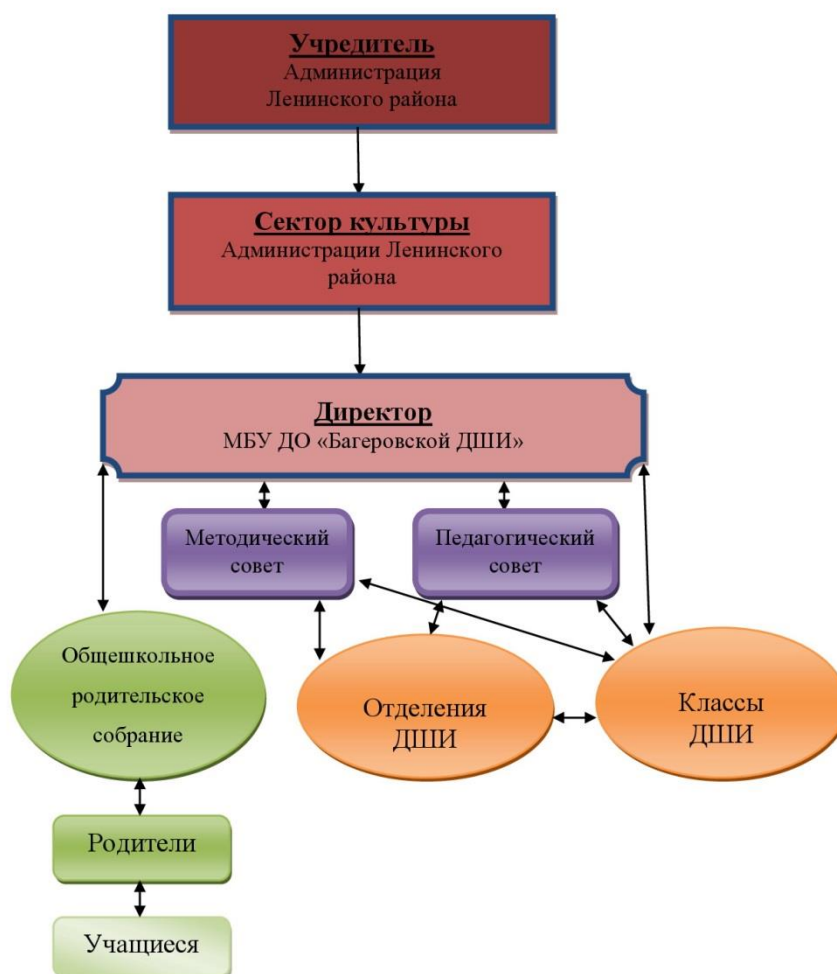 Учредитель
Администрация
Ленинского района
Сектор культуры
Администрации Ленинского
района
Директор
МБУ ДО «Багеровской ДШИ»
Методический
совет
Педагогический
совет
Общешкольное
родительское
собрание
Отделения
ДШИ
Классы
ДШИ
Родители
Учащиеся